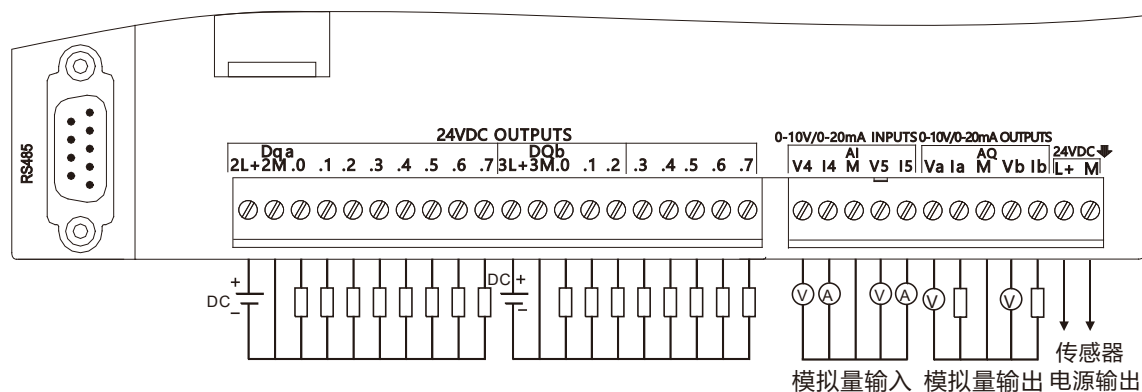 RS485
24VDC OUTPUTS
Dqa DQb
2L+ 2M .0 .1 .2 .3 .4 .5 .6 .7 3L+ 3M .0 .1 .2 .3 .4 .5 .6 .7
0-10V/0-20mA INPUTS 0-10V/0-20mA OUTPUTS
AI AQ 24VDC
V4 I4 M V5 I5 Va Ia M Vb Ib L+ M
DC + − DC + −
V A V A V V
传感器
模拟量输入 模拟量输出 电源输出